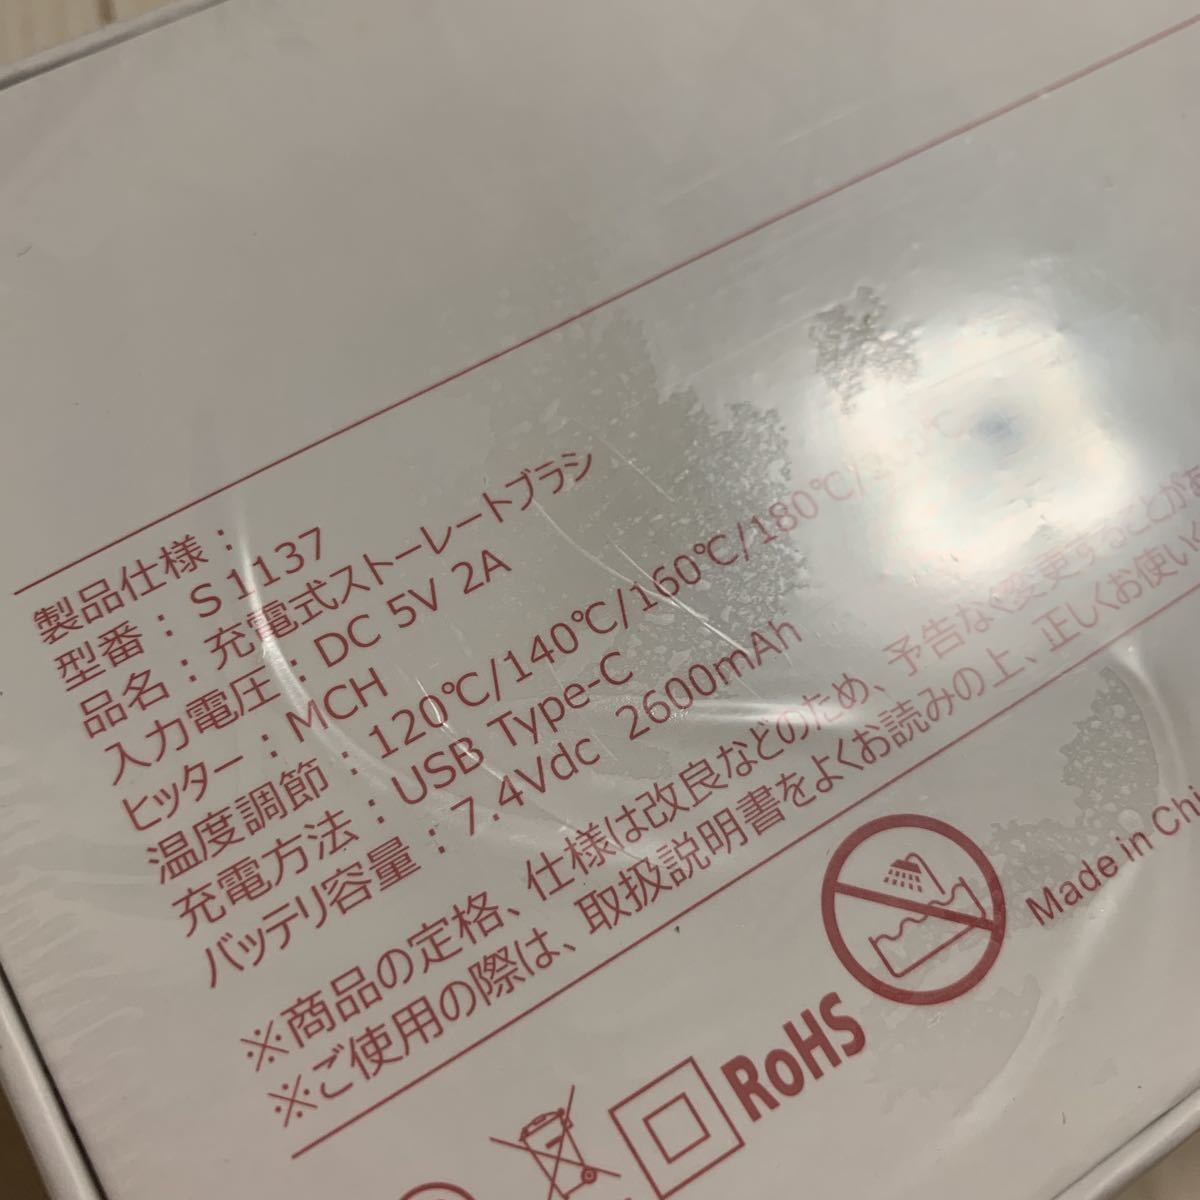 製品仕様：
型番：S1137
品名：充電式ストーレートブラシ
入力電圧：DC 5V 2A
ヒッター：MCH
温度調節：120℃/140℃/160℃/180℃/
充電方法：USB Type-C
バッテリ容量：7.4Vdc 2600mAh
※商品の定格、仕様は改良などのため、予告なく変更することが
※ご使用の際は、取扱説明書をよくお読みの上、正しくお使い
Made in Chi
RoHS